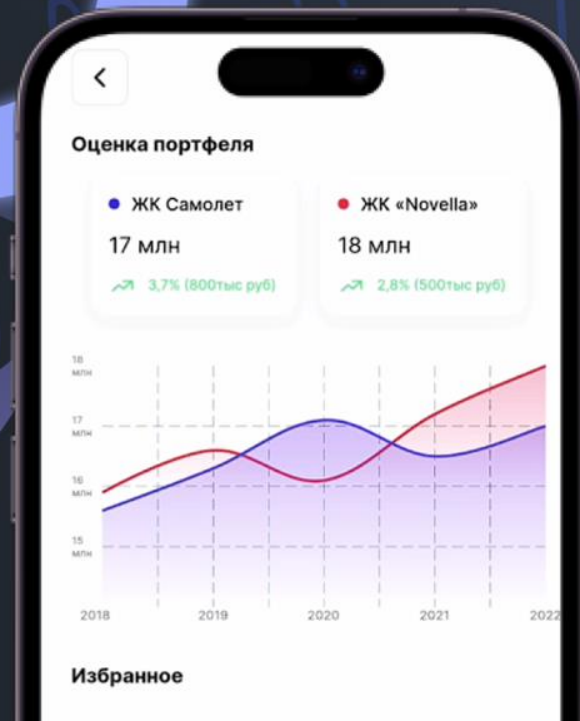 Оценка портфеля
ЖК Самолет
17 млн
3,7% (800тыс руб)
ЖК «Novella»
18 млн
2,8% (500тыс руб)
18
млн
17
млн
16
млн
15
млн
2018 2019 2020 2021 2022
Избранное